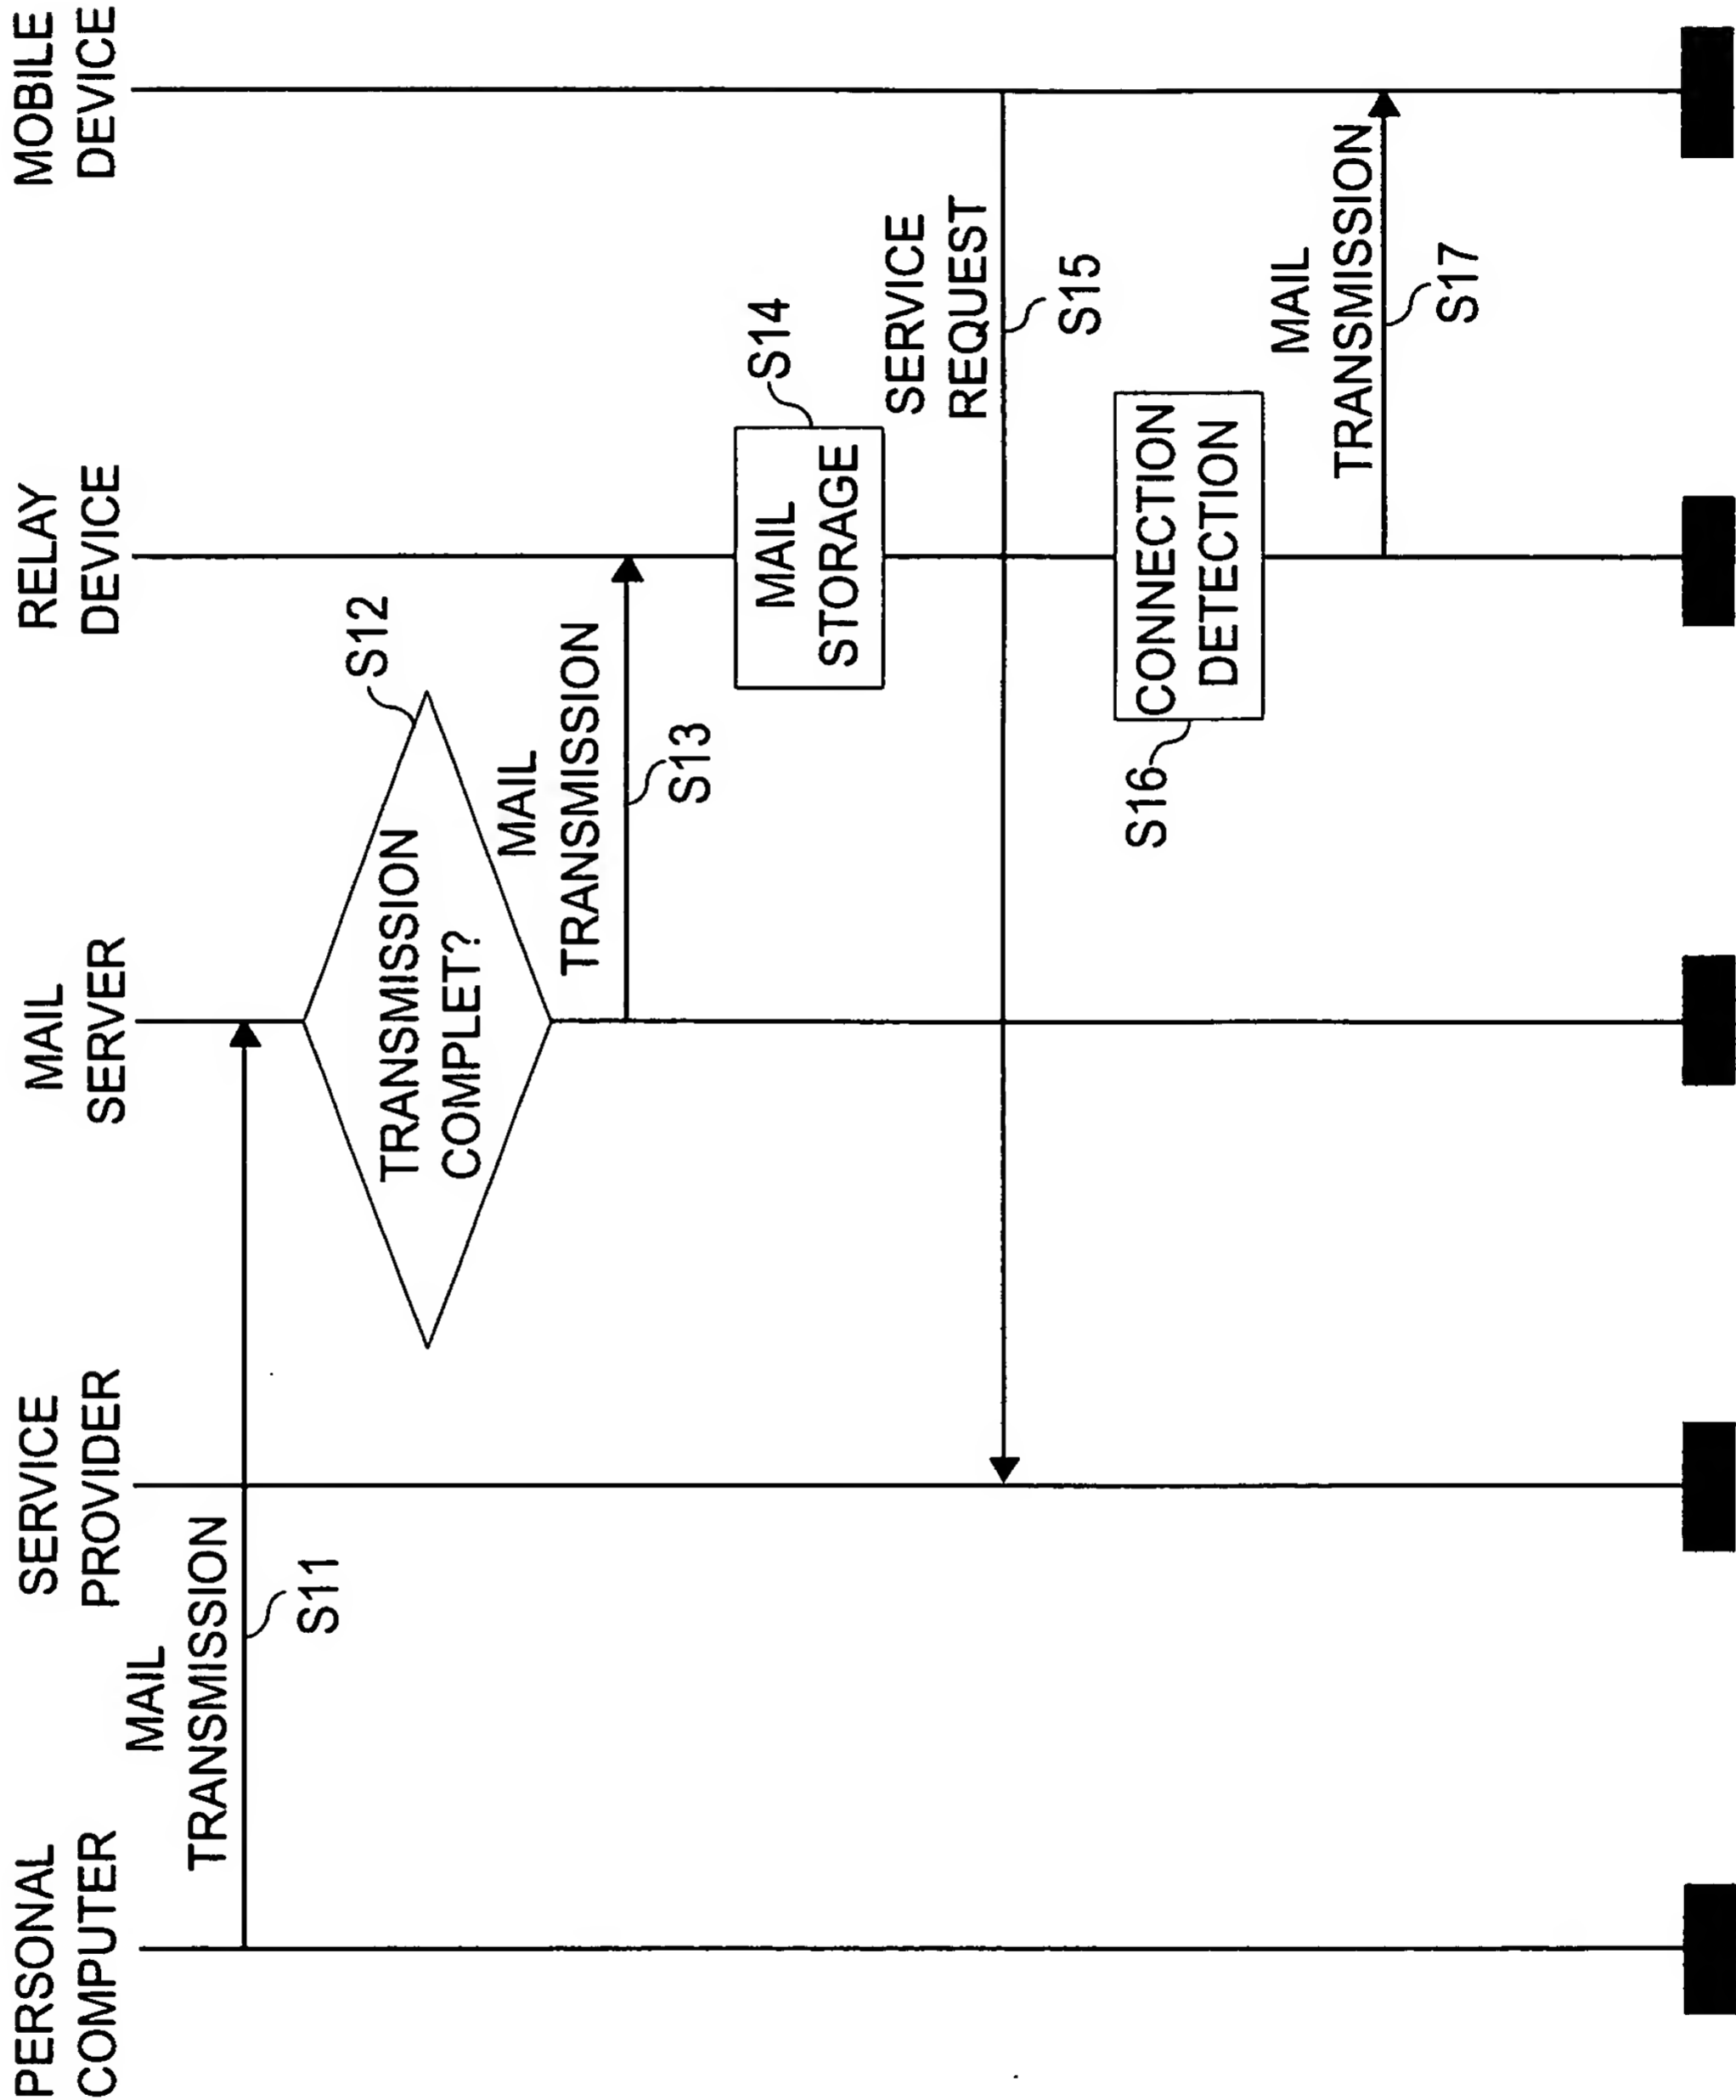 PERSONAL
COMPUTER
SERVICE
PROVIDER
MAIL
SERVER
RELAY
DEVICE
MOBILE
DEVICE
MAIL
TRANSMISSION
S11
TRANSMISSION
COMPLET?
S12
MAIL
TRANSMISSION
S13
MAIL
STORAGE
S14
SERVICE
REQUEST
S15
CONNECTION
DETECTION
S16
MAIL
TRANSMISSION
S17